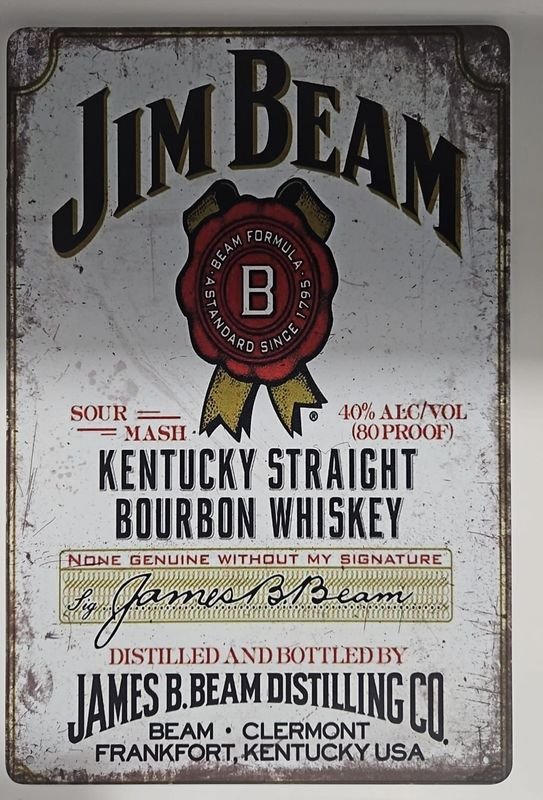 JIM BEAM
BEAM FORMULA
B
A STANDARD SINCE 1795
®
SOUR MASH
40% ALC/VOL
(80 PROOF)
KENTUCKY STRAIGHT
BOURBON WHISKEY
NONE GENUINE WITHOUT MY SIGNATURE
Sig. James B Beam
DISTILLED AND BOTTLED BY
JAMES B. BEAM DISTILLING CO.
BEAM · CLERMONT
FRANKFORT, KENTUCKY USA